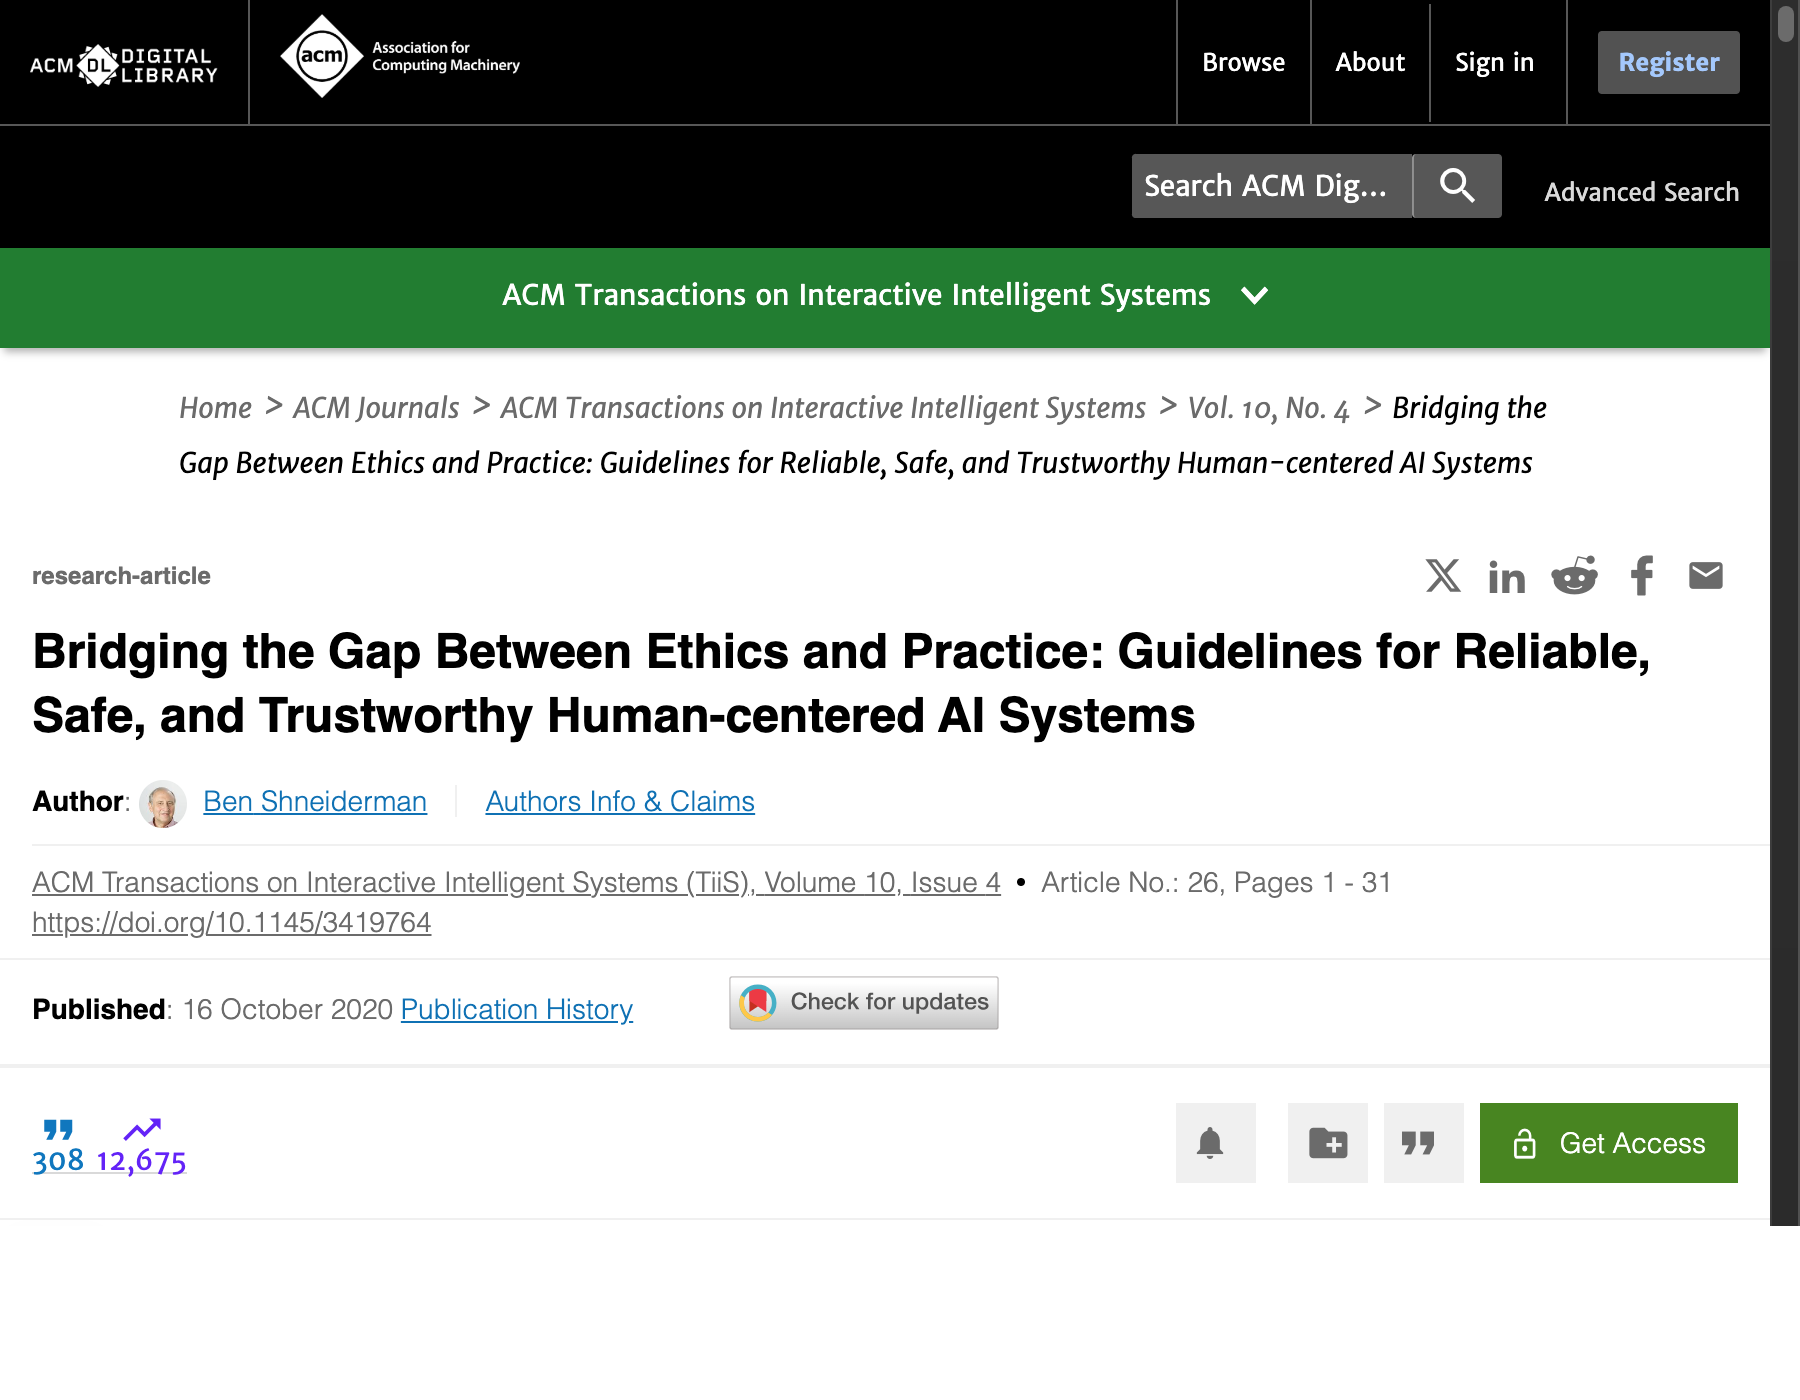 ACM DL DIGITAL LIBRARY
acm Association for Computing Machinery
Browse
About
Sign in
Register
Search ACM Dig...
Advanced Search
ACM Transactions on Interactive Intelligent Systems
Home > ACM Journals > ACM Transactions on Interactive Intelligent Systems > Vol. 10, No. 4 > Bridging the
Gap Between Ethics and Practice: Guidelines for Reliable, Safe, and Trustworthy Human-centered AI Systems
research-article
Bridging the Gap Between Ethics and Practice: Guidelines for Reliable,
Safe, and Trustworthy Human-centered AI Systems
Author: Ben Shneiderman Authors Info & Claims
ACM Transactions on Interactive Intelligent Systems (TiiS), Volume 10, Issue 4 • Article No.: 26, Pages 1 - 31
https://doi.org/10.1145/3419764
Published: 16 October 2020 Publication History
Check for updates
308 12,675
Get Access